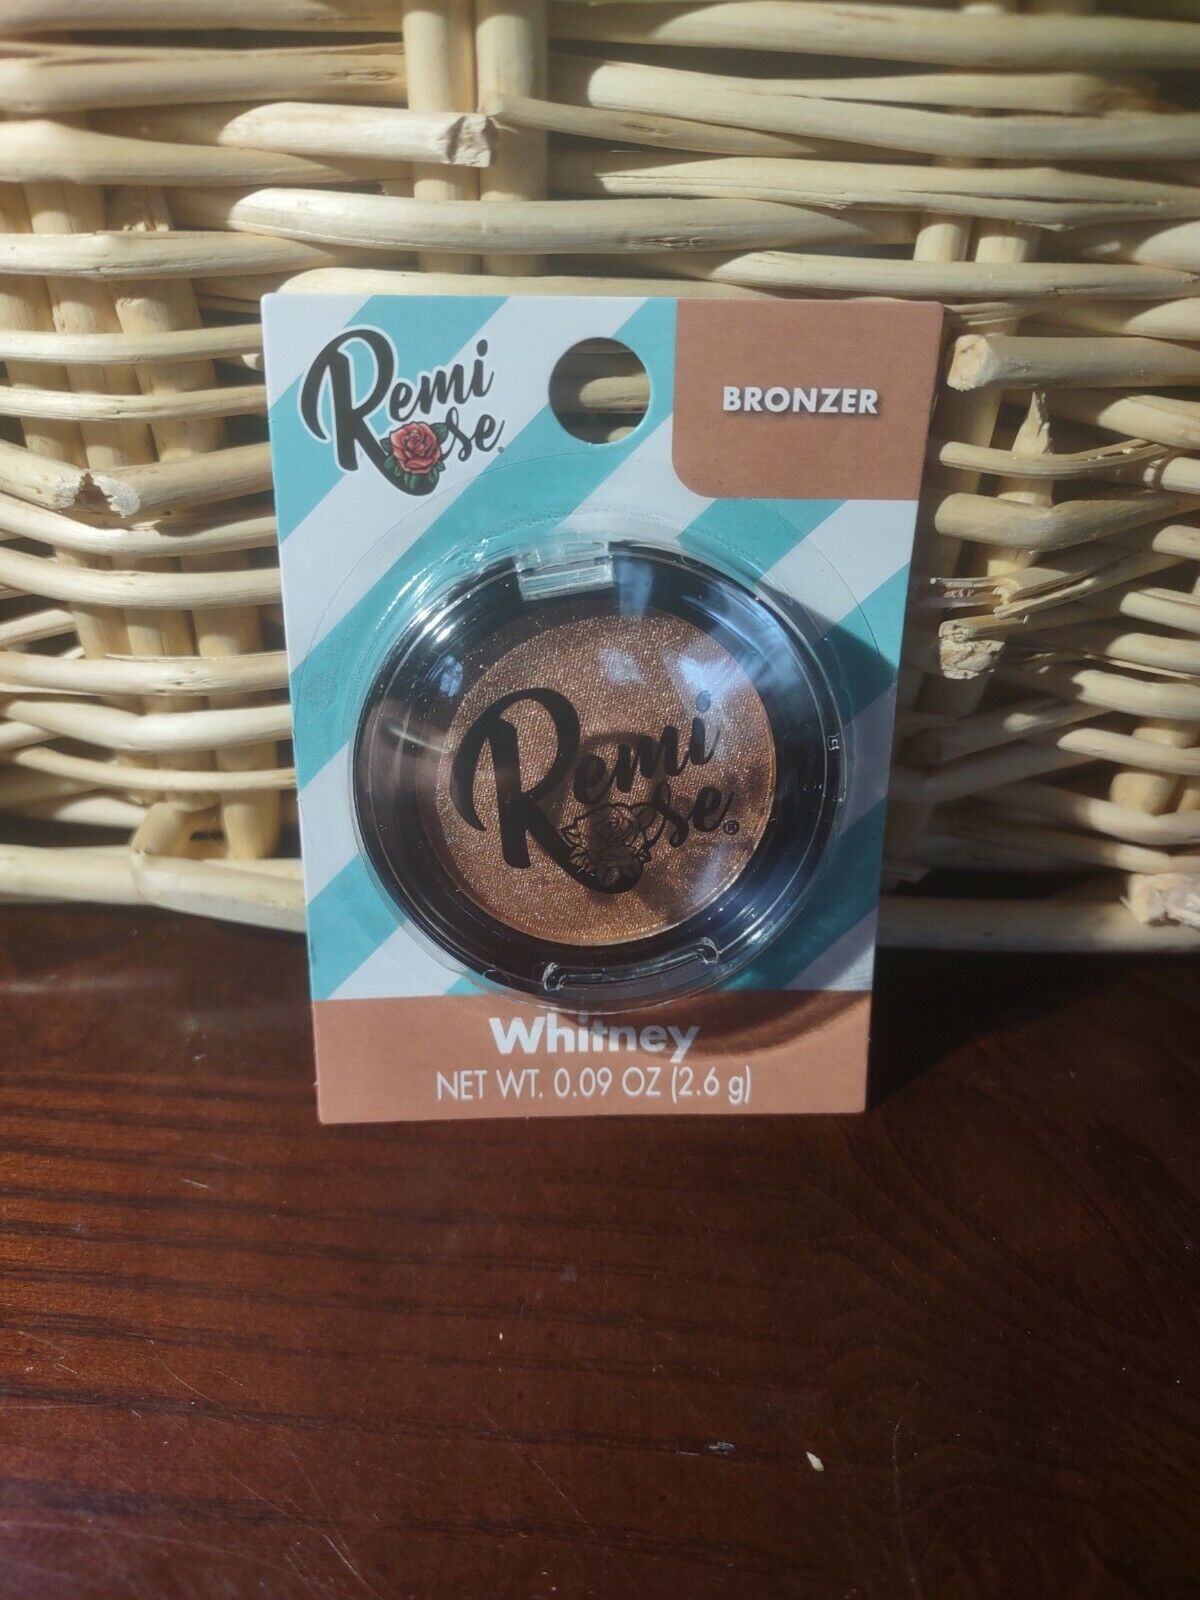 Remi
Rose
BRONZER
Remi
Rose®
Whitney
NET WT. 0.09 OZ (2.6 g)